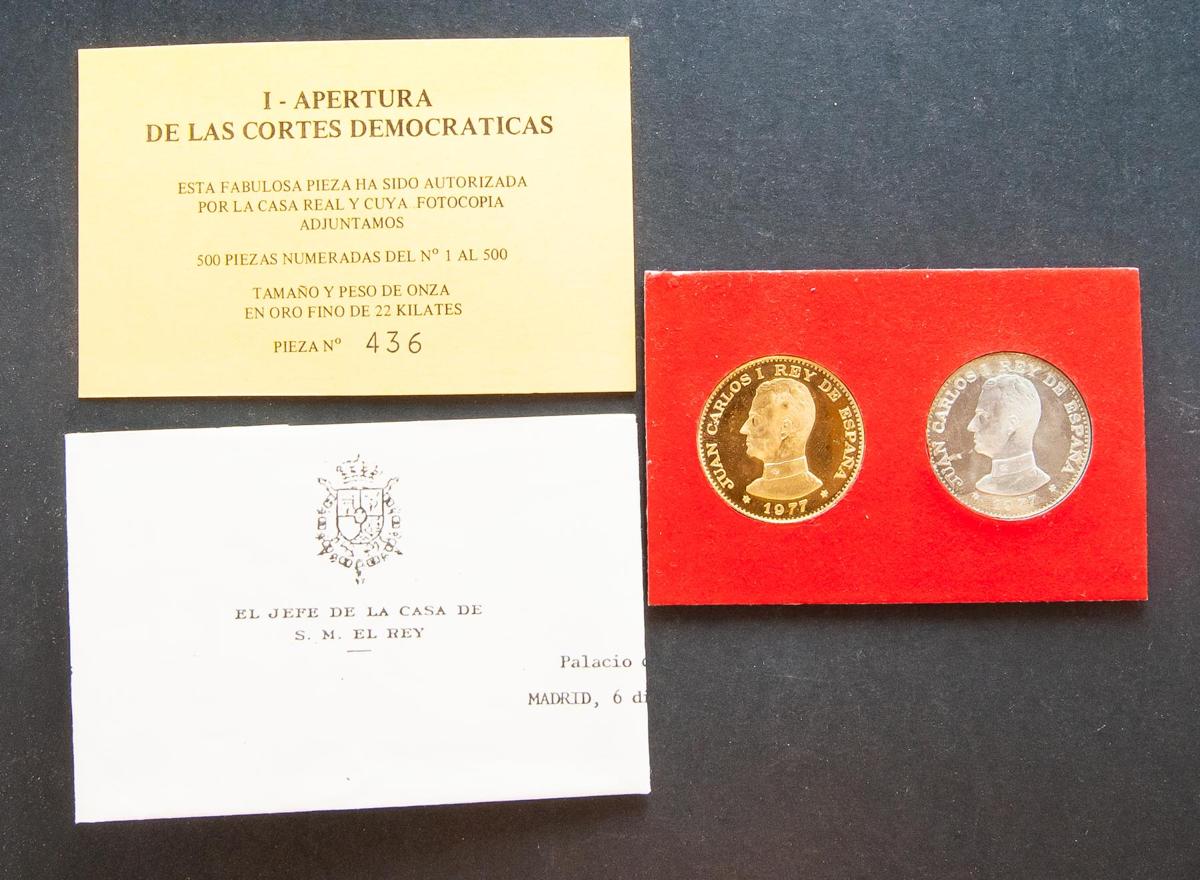 I - APERTURA
DE LAS CORTES DEMOCRATICAS
ESTA FABULOSA PIEZA HA SIDO AUTORIZADA
POR LA CASA REAL Y CUYA FOTOCOPIA
ADJUNTAMOS
500 PIEZAS NUMERADAS DEL Nº 1 AL 500
TAMAÑO Y PESO DE ONZA
EN ORO FINO DE 22 KILATES
PIEZA Nº 436
EL JEFE DE LA CASA DE
S. M. EL REY
Palacio
MADRID, 6
JUAN CARLOS I REY DE ESPAÑA
* 1977 *
JUAN CARLOS I REY DE ESPAÑA
* 1977 *